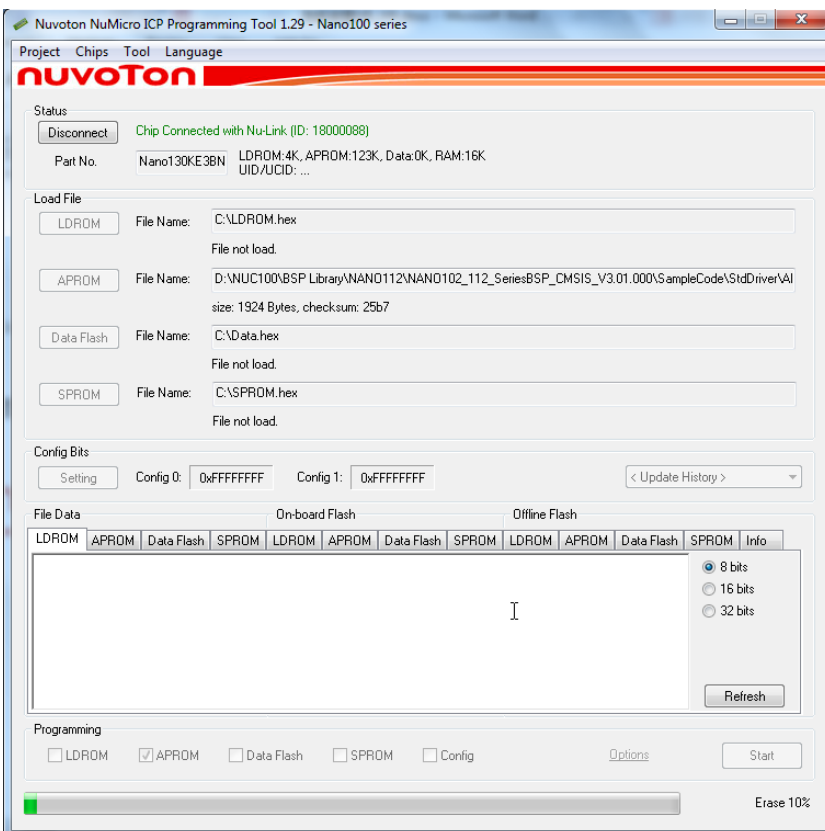 Nuvoton NuMicro ICP Programming Tool 1.29 - Nano100 series
Project Chips Tool Language
nuvoTon
Status
Disconnect Chip Connected with Nu-Link (ID: 18000088)
Part No. Nano130KE3BN LDROM:4K, APROM:123K, Data:0K, RAM:16K
UID/UCID: ...
Load File
LDROM File Name: C:\LDROM.hex
File not load.
APROM File Name: D:\NUC100\BSP Library\NANO112\NANO102_112_SeriesBSP_CMSIS_V3.01.000\SampleCode\StdDriver\Al
size: 1924 Bytes, checksum: 25b7
Data Flash File Name: C:\Data.hex
File not load.
SPROM File Name: C:\SPROM.hex
File not load.
Config Bits
Setting Config 0: 0xFFFFFFFF Config 1: 0xFFFFFFFF < Update History >
File Data On-board Flash Offline Flash
LDROM APROM Data Flash SPROM LDROM APROM Data Flash SPROM LDROM APROM Data Flash SPROM Info
8 bits
16 bits
32 bits
Refresh
Programming
LDROM APROM Data Flash SPROM Config Options Start
Erase 10%